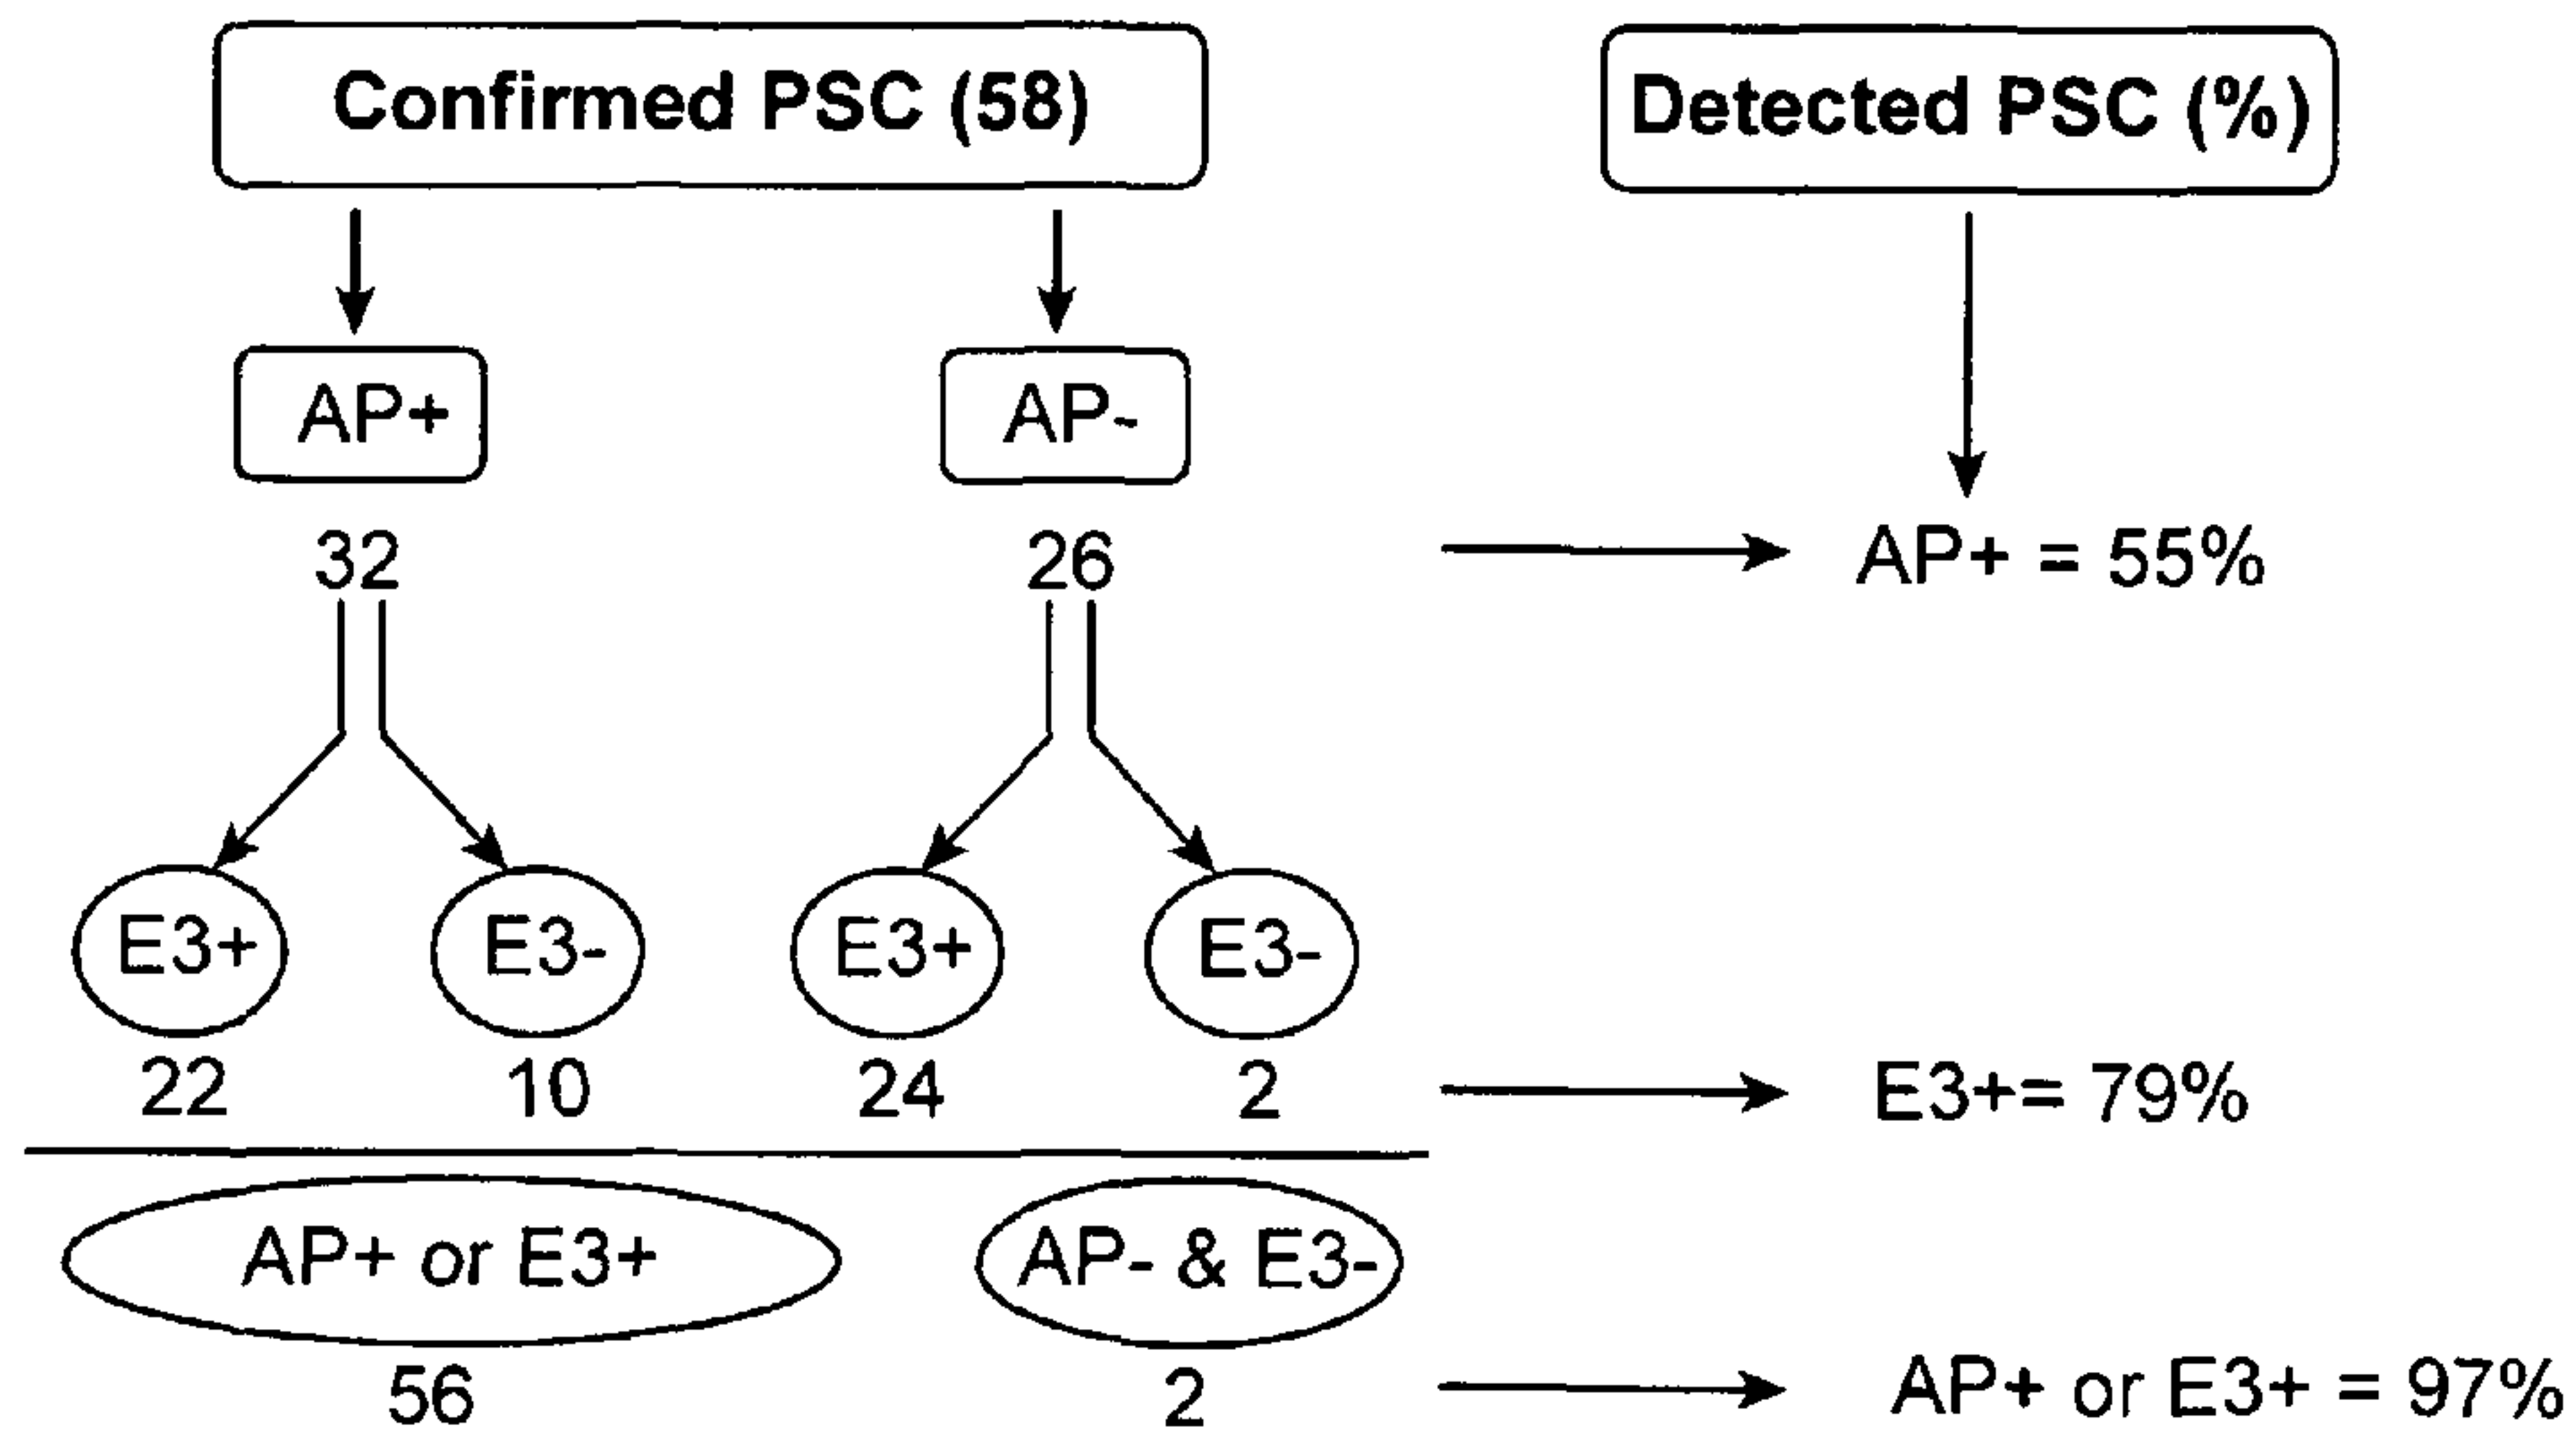 Confirmed PSC (58)
Detected PSC (%)
AP+
AP-
32
26
AP+ = 55%
E3+
E3-
E3+
E3-
22
10
24
2
E3+= 79%
AP+ or E3+
AP- & E3-
56
2
AP+ or E3+ = 97%